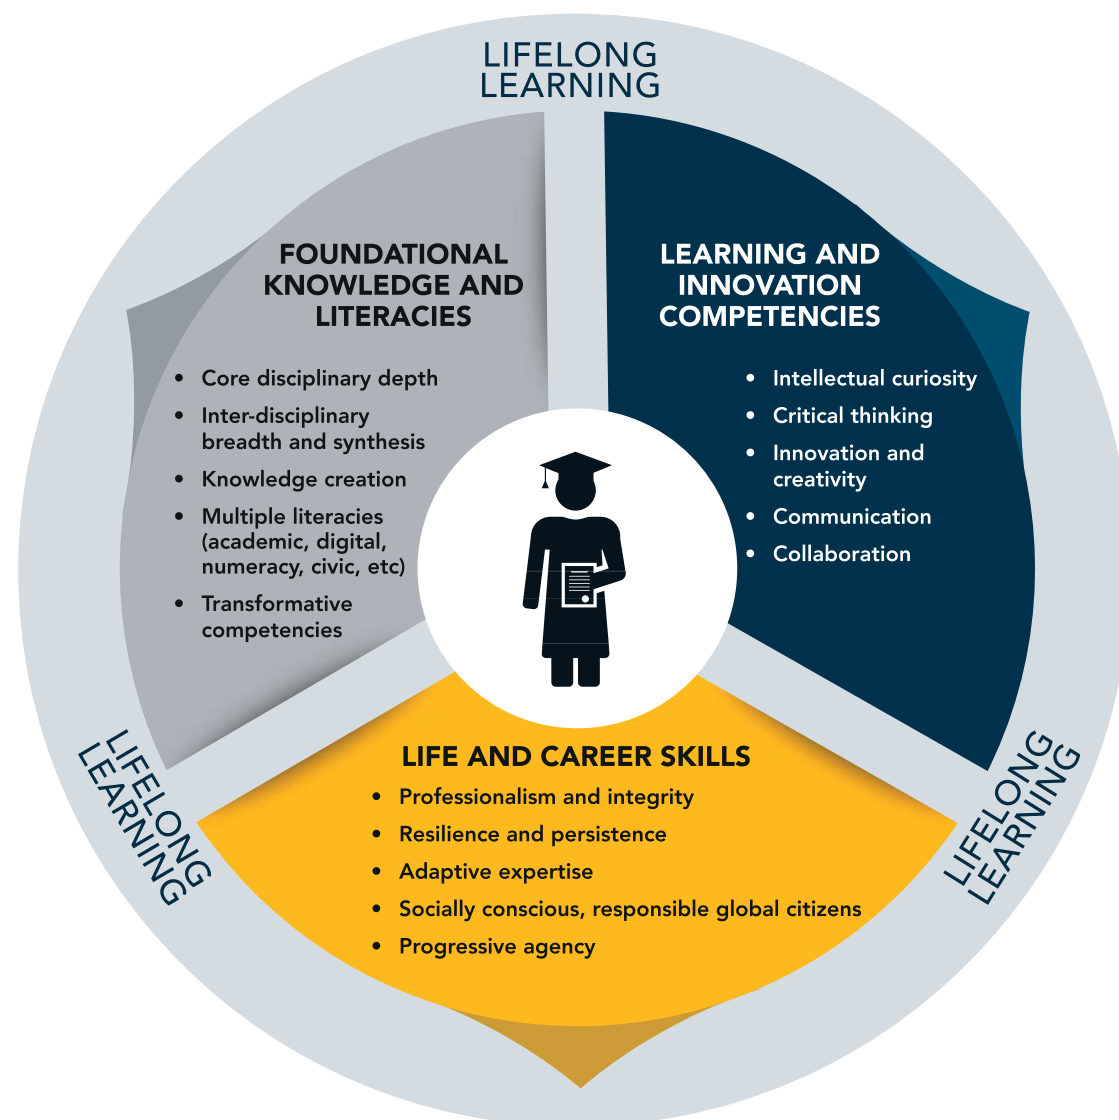 LIFELONG
LEARNING
FOUNDATIONAL
KNOWLEDGE AND
LITERACIES
• Core disciplinary depth
• Inter-disciplinary
breadth and synthesis
• Knowledge creation
• Multiple literacies
(academic, digital,
numeracy, civic, etc)
• Transformative
competencies
LEARNING AND
INNOVATION
COMPETENCIES
• Intellectual curiosity
• Critical thinking
• Innovation and
creativity
• Communication
• Collaboration
LIFE AND CAREER SKILLS
• Professionalism and integrity
• Resilience and persistence
• Adaptive expertise
• Socially conscious, responsible global citizens
• Progressive agency
LIFELONG
LEARNING
LIFELONG
LEARNING